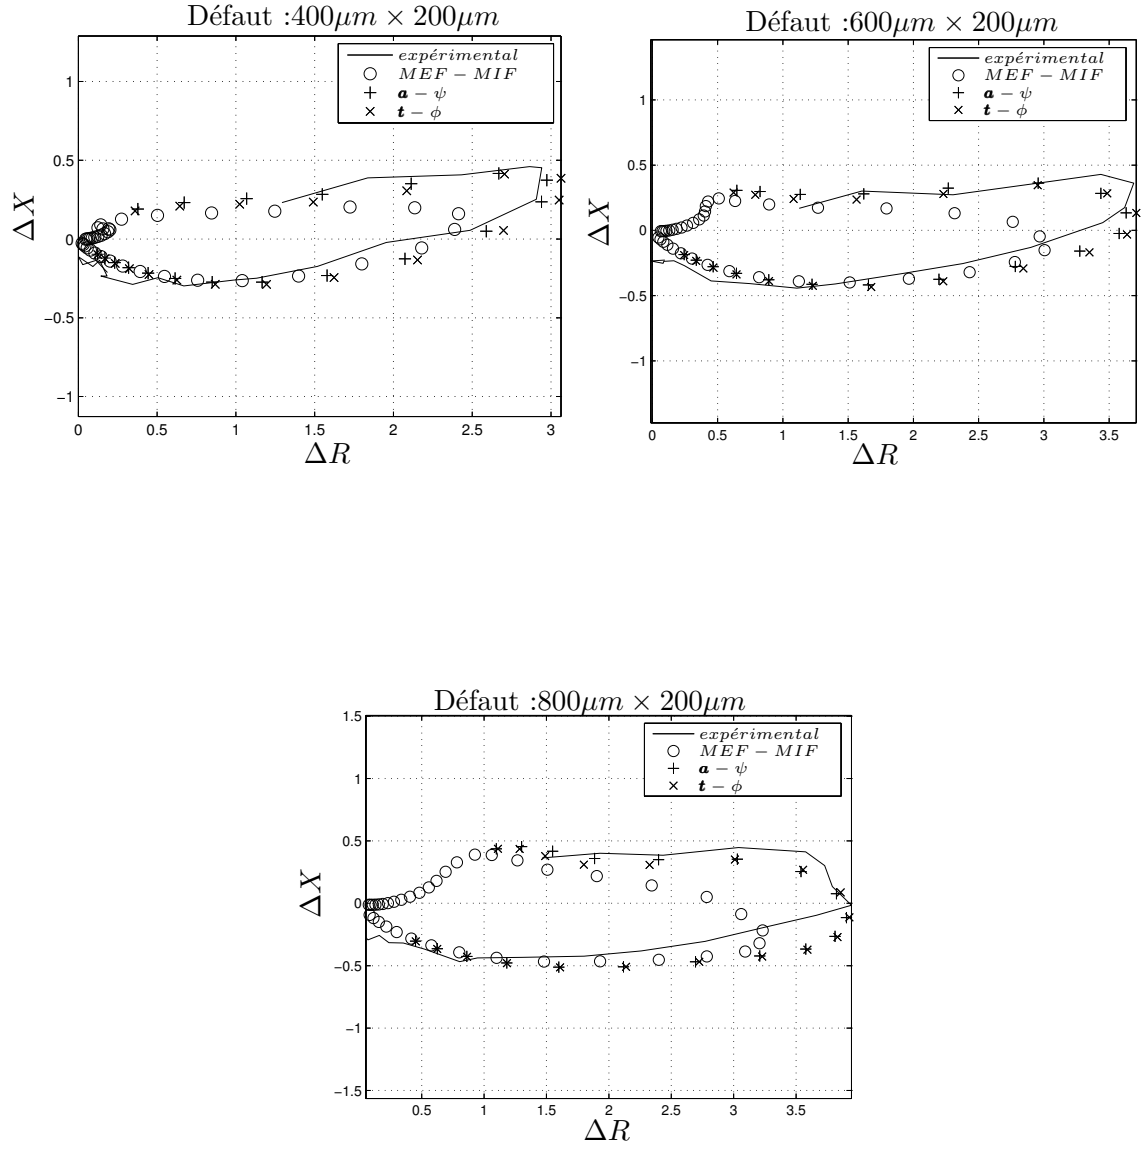 Défaut :400μm × 200μm
expérimental
MEF − MIF
a − ψ
t − ϕ
1
0.5
0
−0.5
−1
ΔX
0 0.5 1 1.5 2 2.5 3
ΔR
Défaut :600μm × 200μm
expérimental
MEF − MIF
a − ψ
t − ϕ
1
0.5
0
−0.5
−1
ΔX
0 0.5 1 1.5 2 2.5 3 3.5
ΔR
Défaut :800μm × 200μm
expérimental
MEF − MIF
a − ψ
t − ϕ
1.5
1
0.5
0
−0.5
−1
−1.5
ΔX
0.5 1 1.5 2 2.5 3 3.5
ΔR